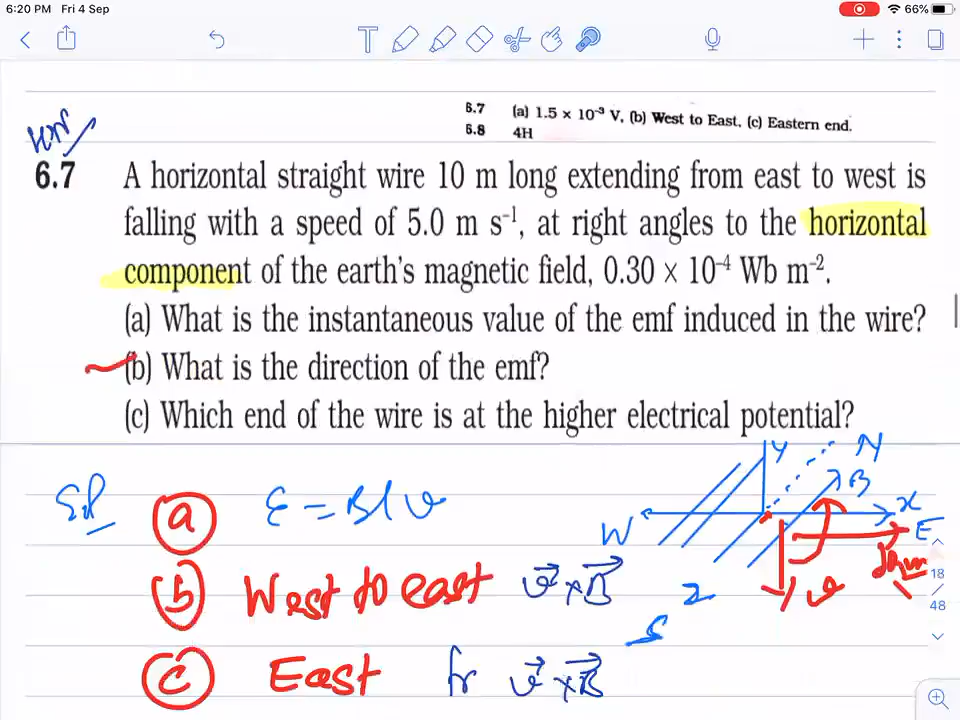 6:20 PM Fri 4 Sep 66%
6.7 (a) 1.5 × 10⁻³ V, (b) West to East, (c) Eastern end.
6.8 4H
HW
6.7 A horizontal straight wire 10 m long extending from east to west is
falling with a speed of 5.0 m s⁻¹, at right angles to the horizontal
component of the earth's magnetic field, 0.30 × 10⁻⁴ Wb m⁻².
(a) What is the instantaneous value of the emf induced in the wire?
(b) What is the direction of the emf?
(c) Which end of the wire is at the higher electrical potential?
Sol (a) ε = Blv
(b) West to east v⃗×B⃗
(c) East fr v⃗×B⃗
Y N
B
W x E
v
Z
S
18
/
48